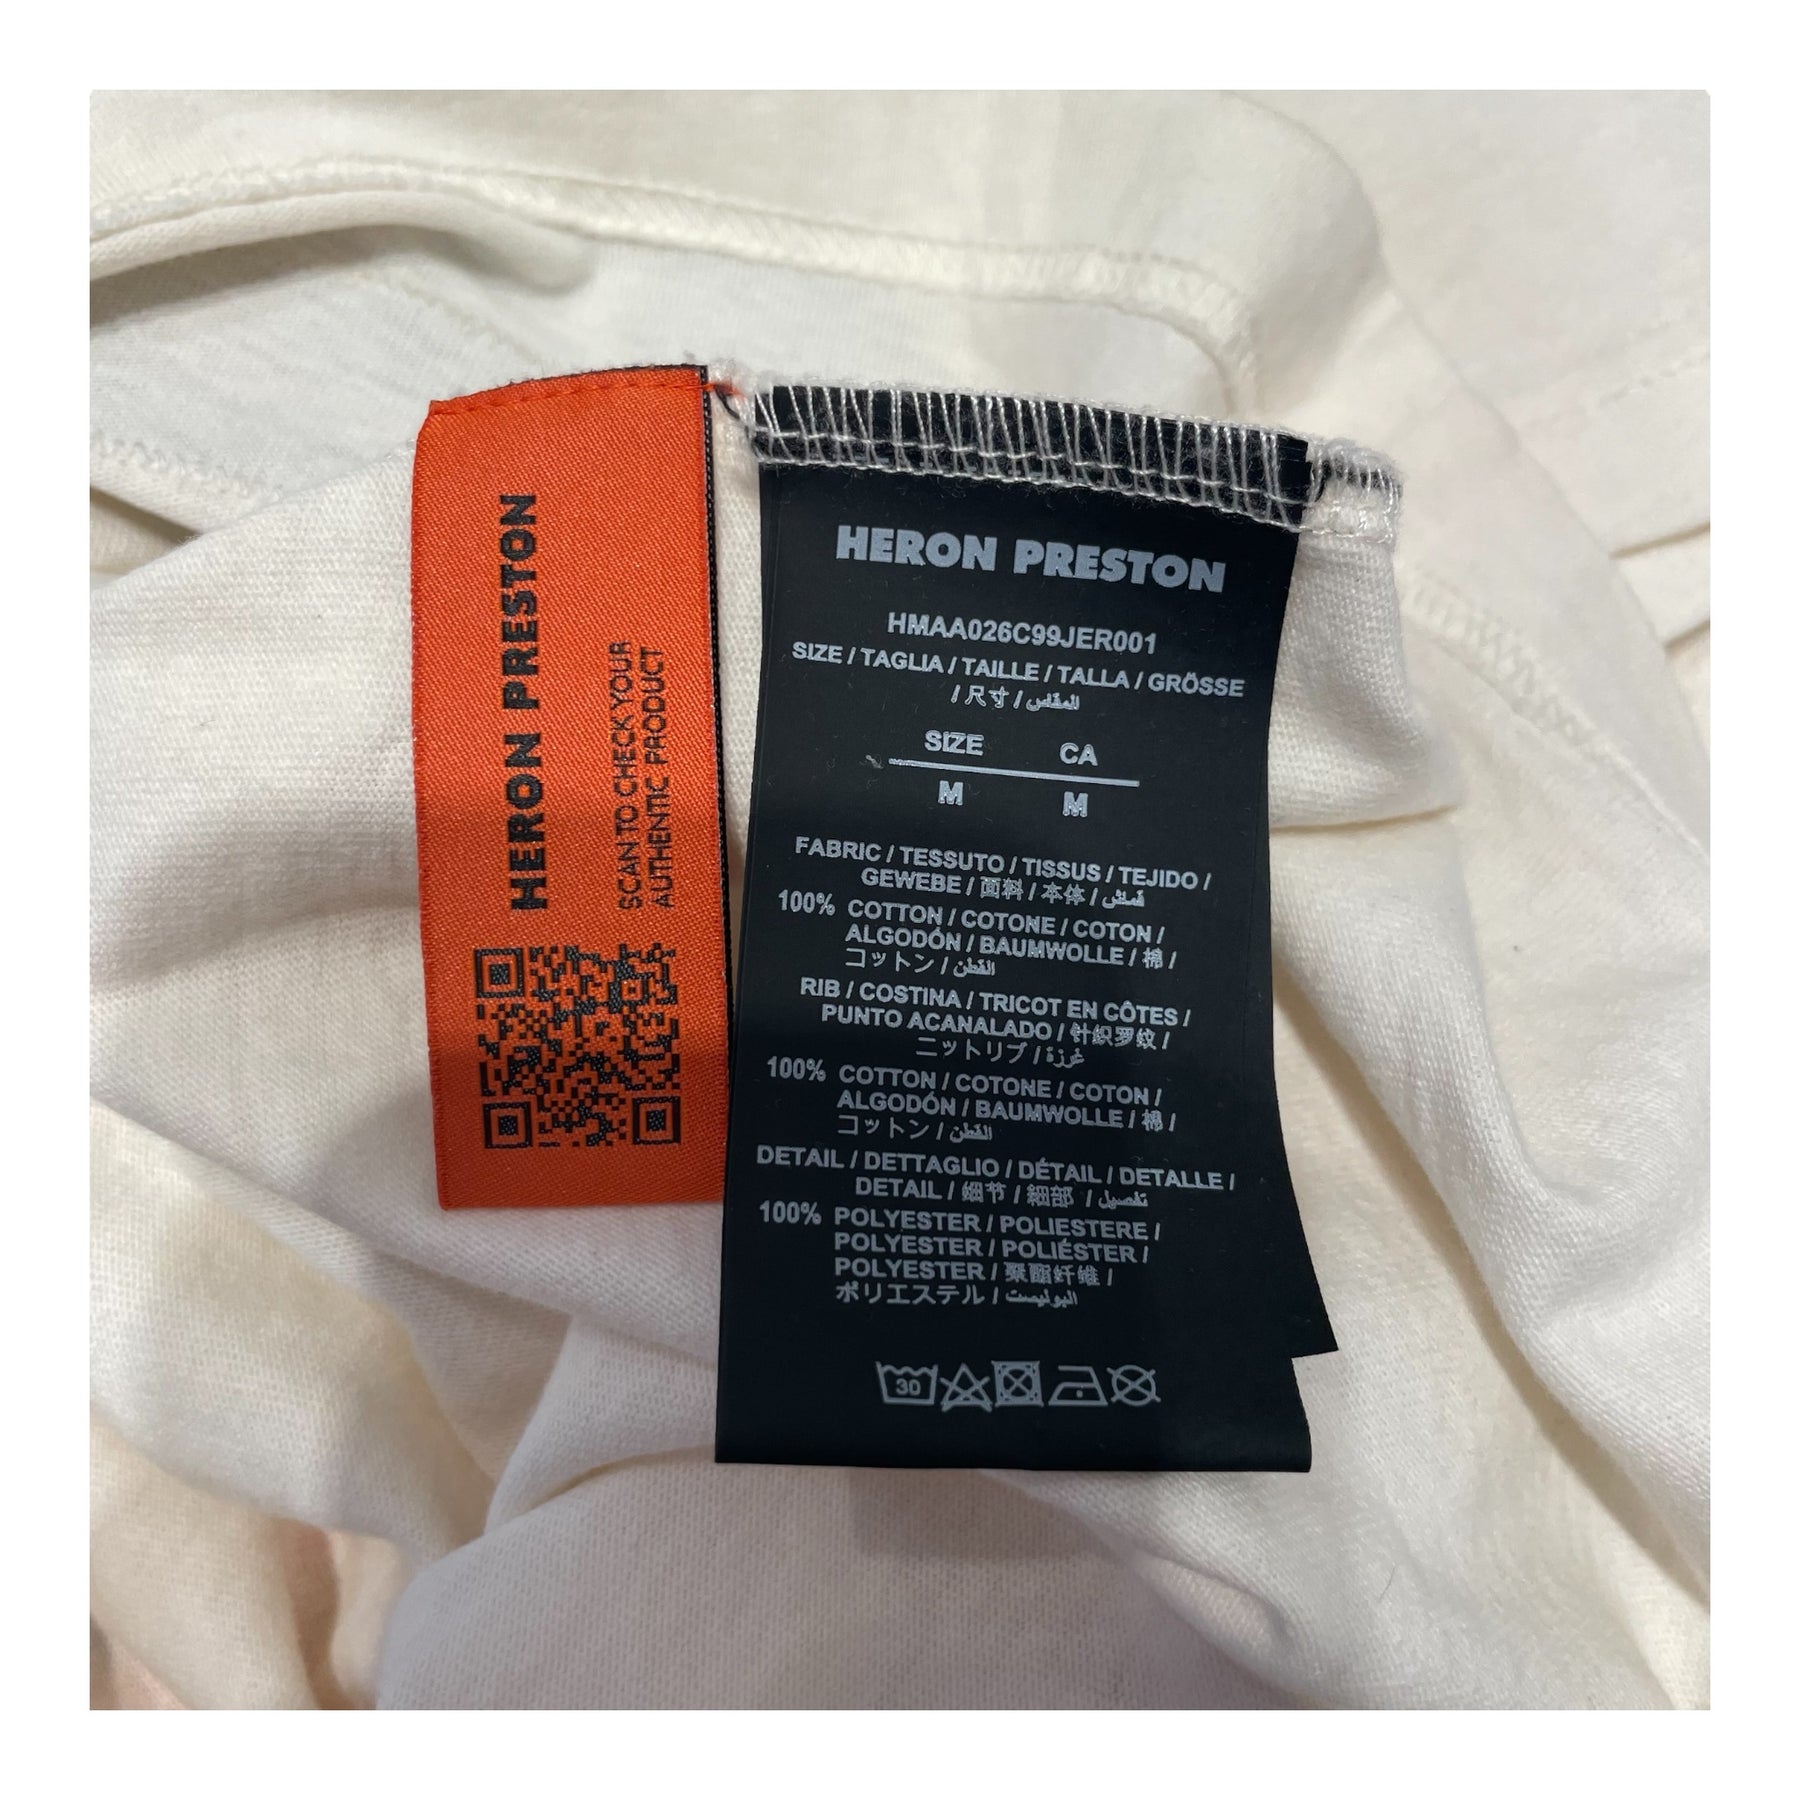 HERON PRESTON
SCAN TO CHECK YOUR
AUTHENTIC PRODUCT
HERON PRESTON
HMAA026C99JER001
SIZE / TAGLIA / TAILLE / TALLA / GRÖSSE
/ 尺寸 / المقاس
SIZE CA
M M
FABRIC / TESSUTO / TISSUS / TEJIDO /
GEWEBE / 面料 / 本体 / قماش
100% COTTON / COTONE / COTON /
ALGODÓN / BAUMWOLLE / 棉 /
コットン / القطن
RIB / COSTINA / TRICOT EN CÔTES /
PUNTO ACANALADO / 针织罗纹 /
ニットリブ / غرزة
100% COTTON / COTONE / COTON /
ALGODÓN / BAUMWOLLE / 棉 /
コットン / القطن
DETAIL / DETTAGLIO / DÉTAIL / DETALLE /
DETAIL / 细节 / 細部 / تفصيل
100% POLYESTER / POLIESTERE /
POLYESTER / POLIÉSTER /
POLYESTER / 聚酯纤维 /
ポリエステル / البوليست
30